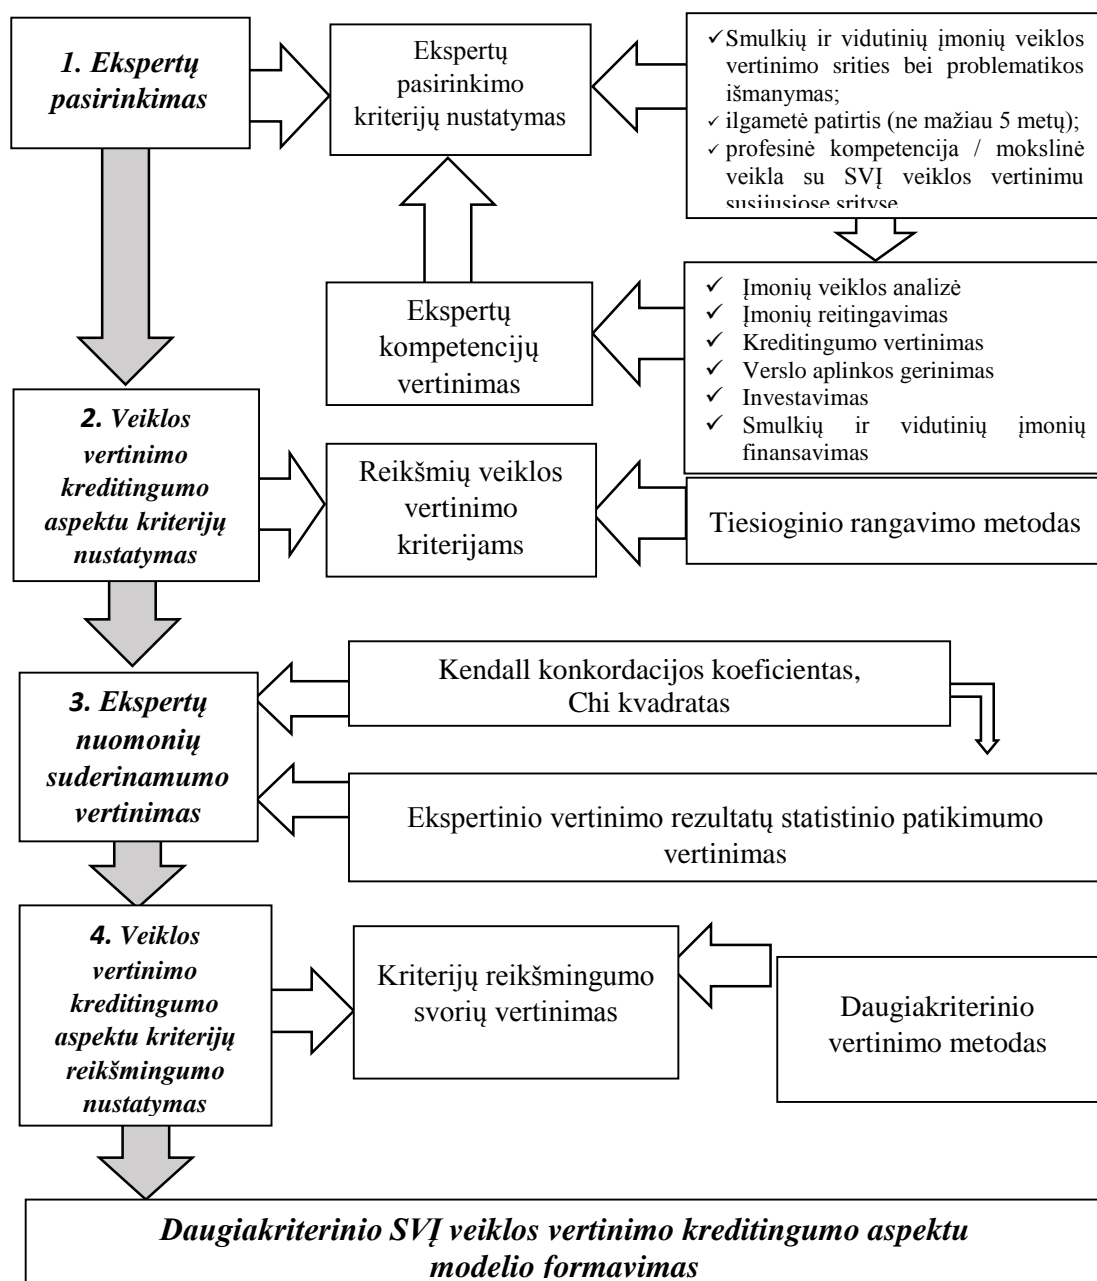 1. Ekspertų
pasirinkimas
Ekspertų
pasirinkimo
kriterijų nustatymas
✓Smulkių ir vidutinių įmonių veiklos
vertinimo srities bei problematikos
išmanymas;
✓ ilgametė patirtis (ne mažiau 5 metų);
✓ profesinė kompetencija / mokslinė
veikla su SVĮ veiklos vertinimu
susijusiose srityse
Ekspertų
kompetencijų
vertinimas
✓ Įmonių veiklos analizė
✓ Įmonių reitingavimas
✓ Kreditingumo vertinimas
✓ Verslo aplinkos gerinimas
✓ Investavimas
✓ Smulkių ir vidutinių įmonių
finansavimas
2. Veiklos
vertinimo
kreditingumo
aspektu kriterijų
nustatymas
Reikšmių veiklos
vertinimo
kriterijams
Tiesioginio rangavimo metodas
3. Ekspertų
nuomonių
suderinamumo
vertinimas
Kendall konkordacijos koeficientas,
Chi kvadratas
Ekspertinio vertinimo rezultatų statistinio patikimumo
vertinimas
4. Veiklos
vertinimo
kreditingumo
aspektu kriterijų
reikšmingumo
nustatymas
Kriterijų reikšmingumo
svorių vertinimas
Daugiakriterinio
vertinimo metodas
Daugiakriterinio SVĮ veiklos vertinimo kreditingumo aspektu
modelio formavimas